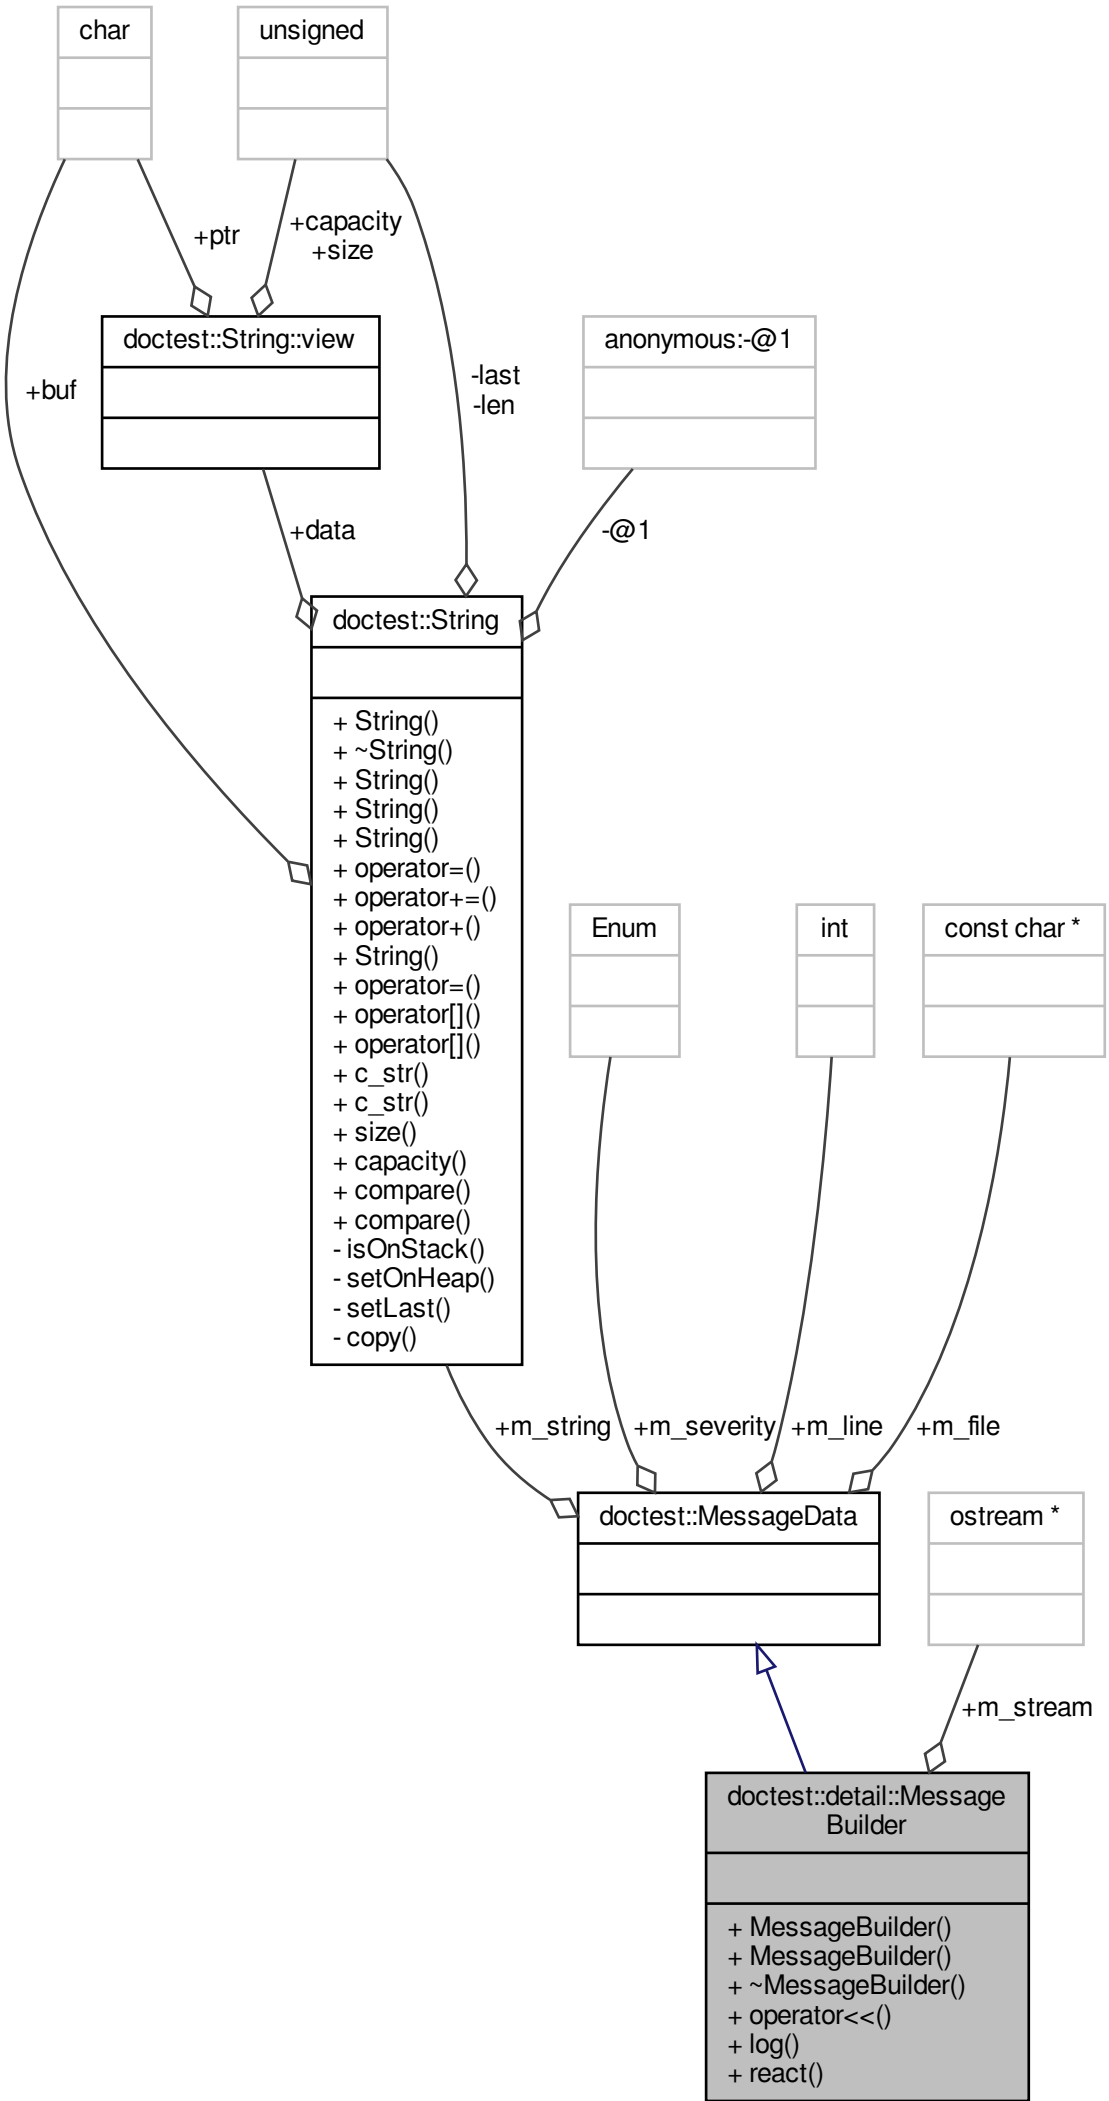 char
unsigned
+ptr
+capacity
+size
doctest::String::view
anonymous:-@1
+buf
-last
-len
+data
-@1
doctest::String
+ String()
+ ~String()
+ String()
+ String()
+ String()
+ operator=()
+ operator+=()
+ operator+()
+ String()
+ operator=()
+ operator[]()
+ operator[]()
+ c_str()
+ c_str()
+ size()
+ capacity()
+ compare()
+ compare()
- isOnStack()
- setOnHeap()
- setLast()
- copy()
Enum
int
const char *
+m_string
+m_severity
+m_line
+m_file
doctest::MessageData
ostream *
+m_stream
doctest::detail::Message
Builder
+ MessageBuilder()
+ MessageBuilder()
+ ~MessageBuilder()
+ operator<<()
+ log()
+ react()